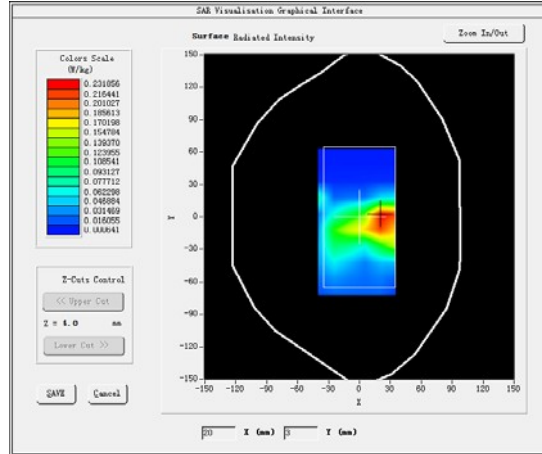 SAR Visualisation Graphical Interface
Surface Radiated Intensity
Zoom In/Out
Colors Scale
(W/kg)
0.231856
0.216441
0.201027
0.185613
0.170198
0.154784
0.139370
0.123955
0.108541
0.093127
0.077712
0.062298
0.046884
0.031469
0.016055
0.000641
Z-Cuts Control
<< Upper Cut
Z = 4.0 mm
Lower Cut >>
SAVE
Cancel
150
120
90
60
30
0
-30
-60
-90
-120
-150
Y
-150 -120 -90 -60 -30 0 30 60 90 120 150
X
20 X (mm) 3 Y (mm)